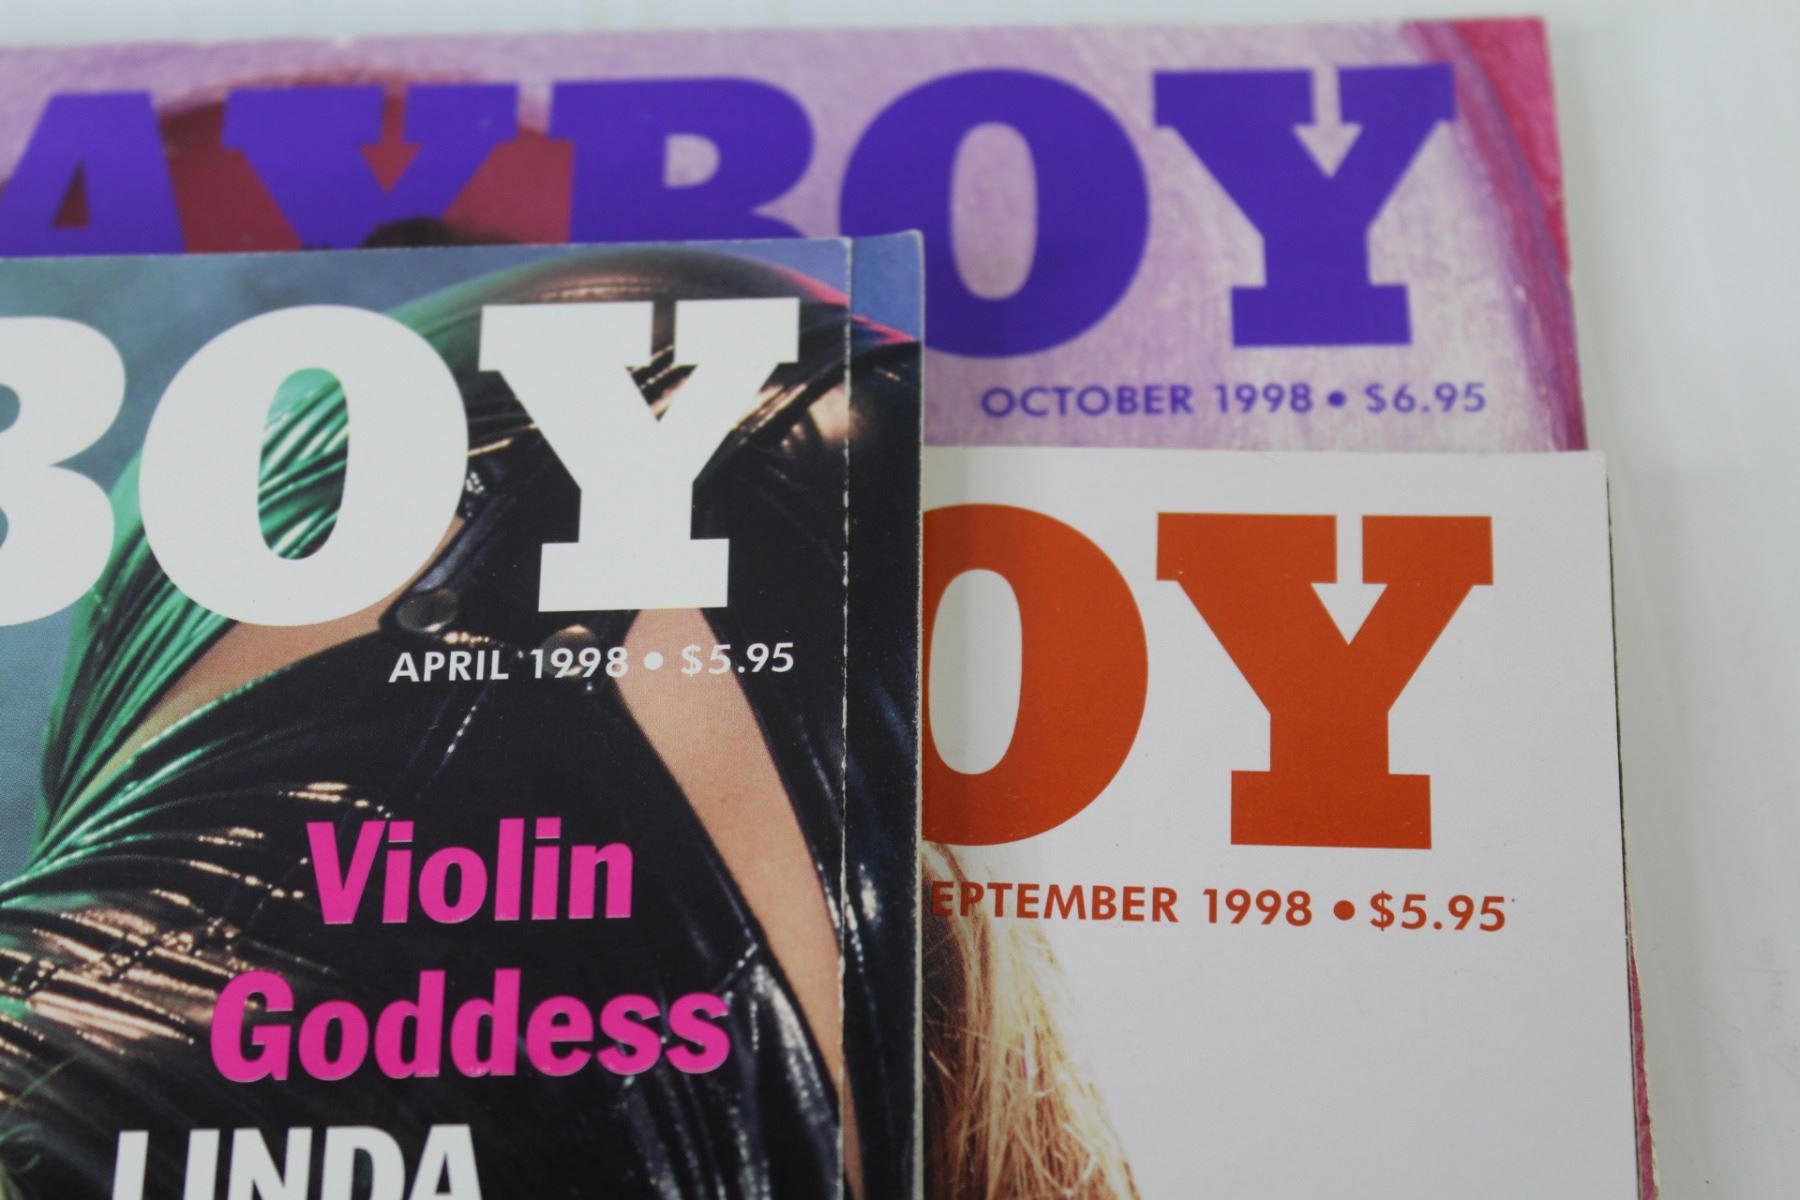 AYBOY
OCTOBER 1998 • $6.95
BOY
APRIL 1998 • $5.95
Violin
Goddess
LINDA
OY
EPTEMBER 1998 • $5.95